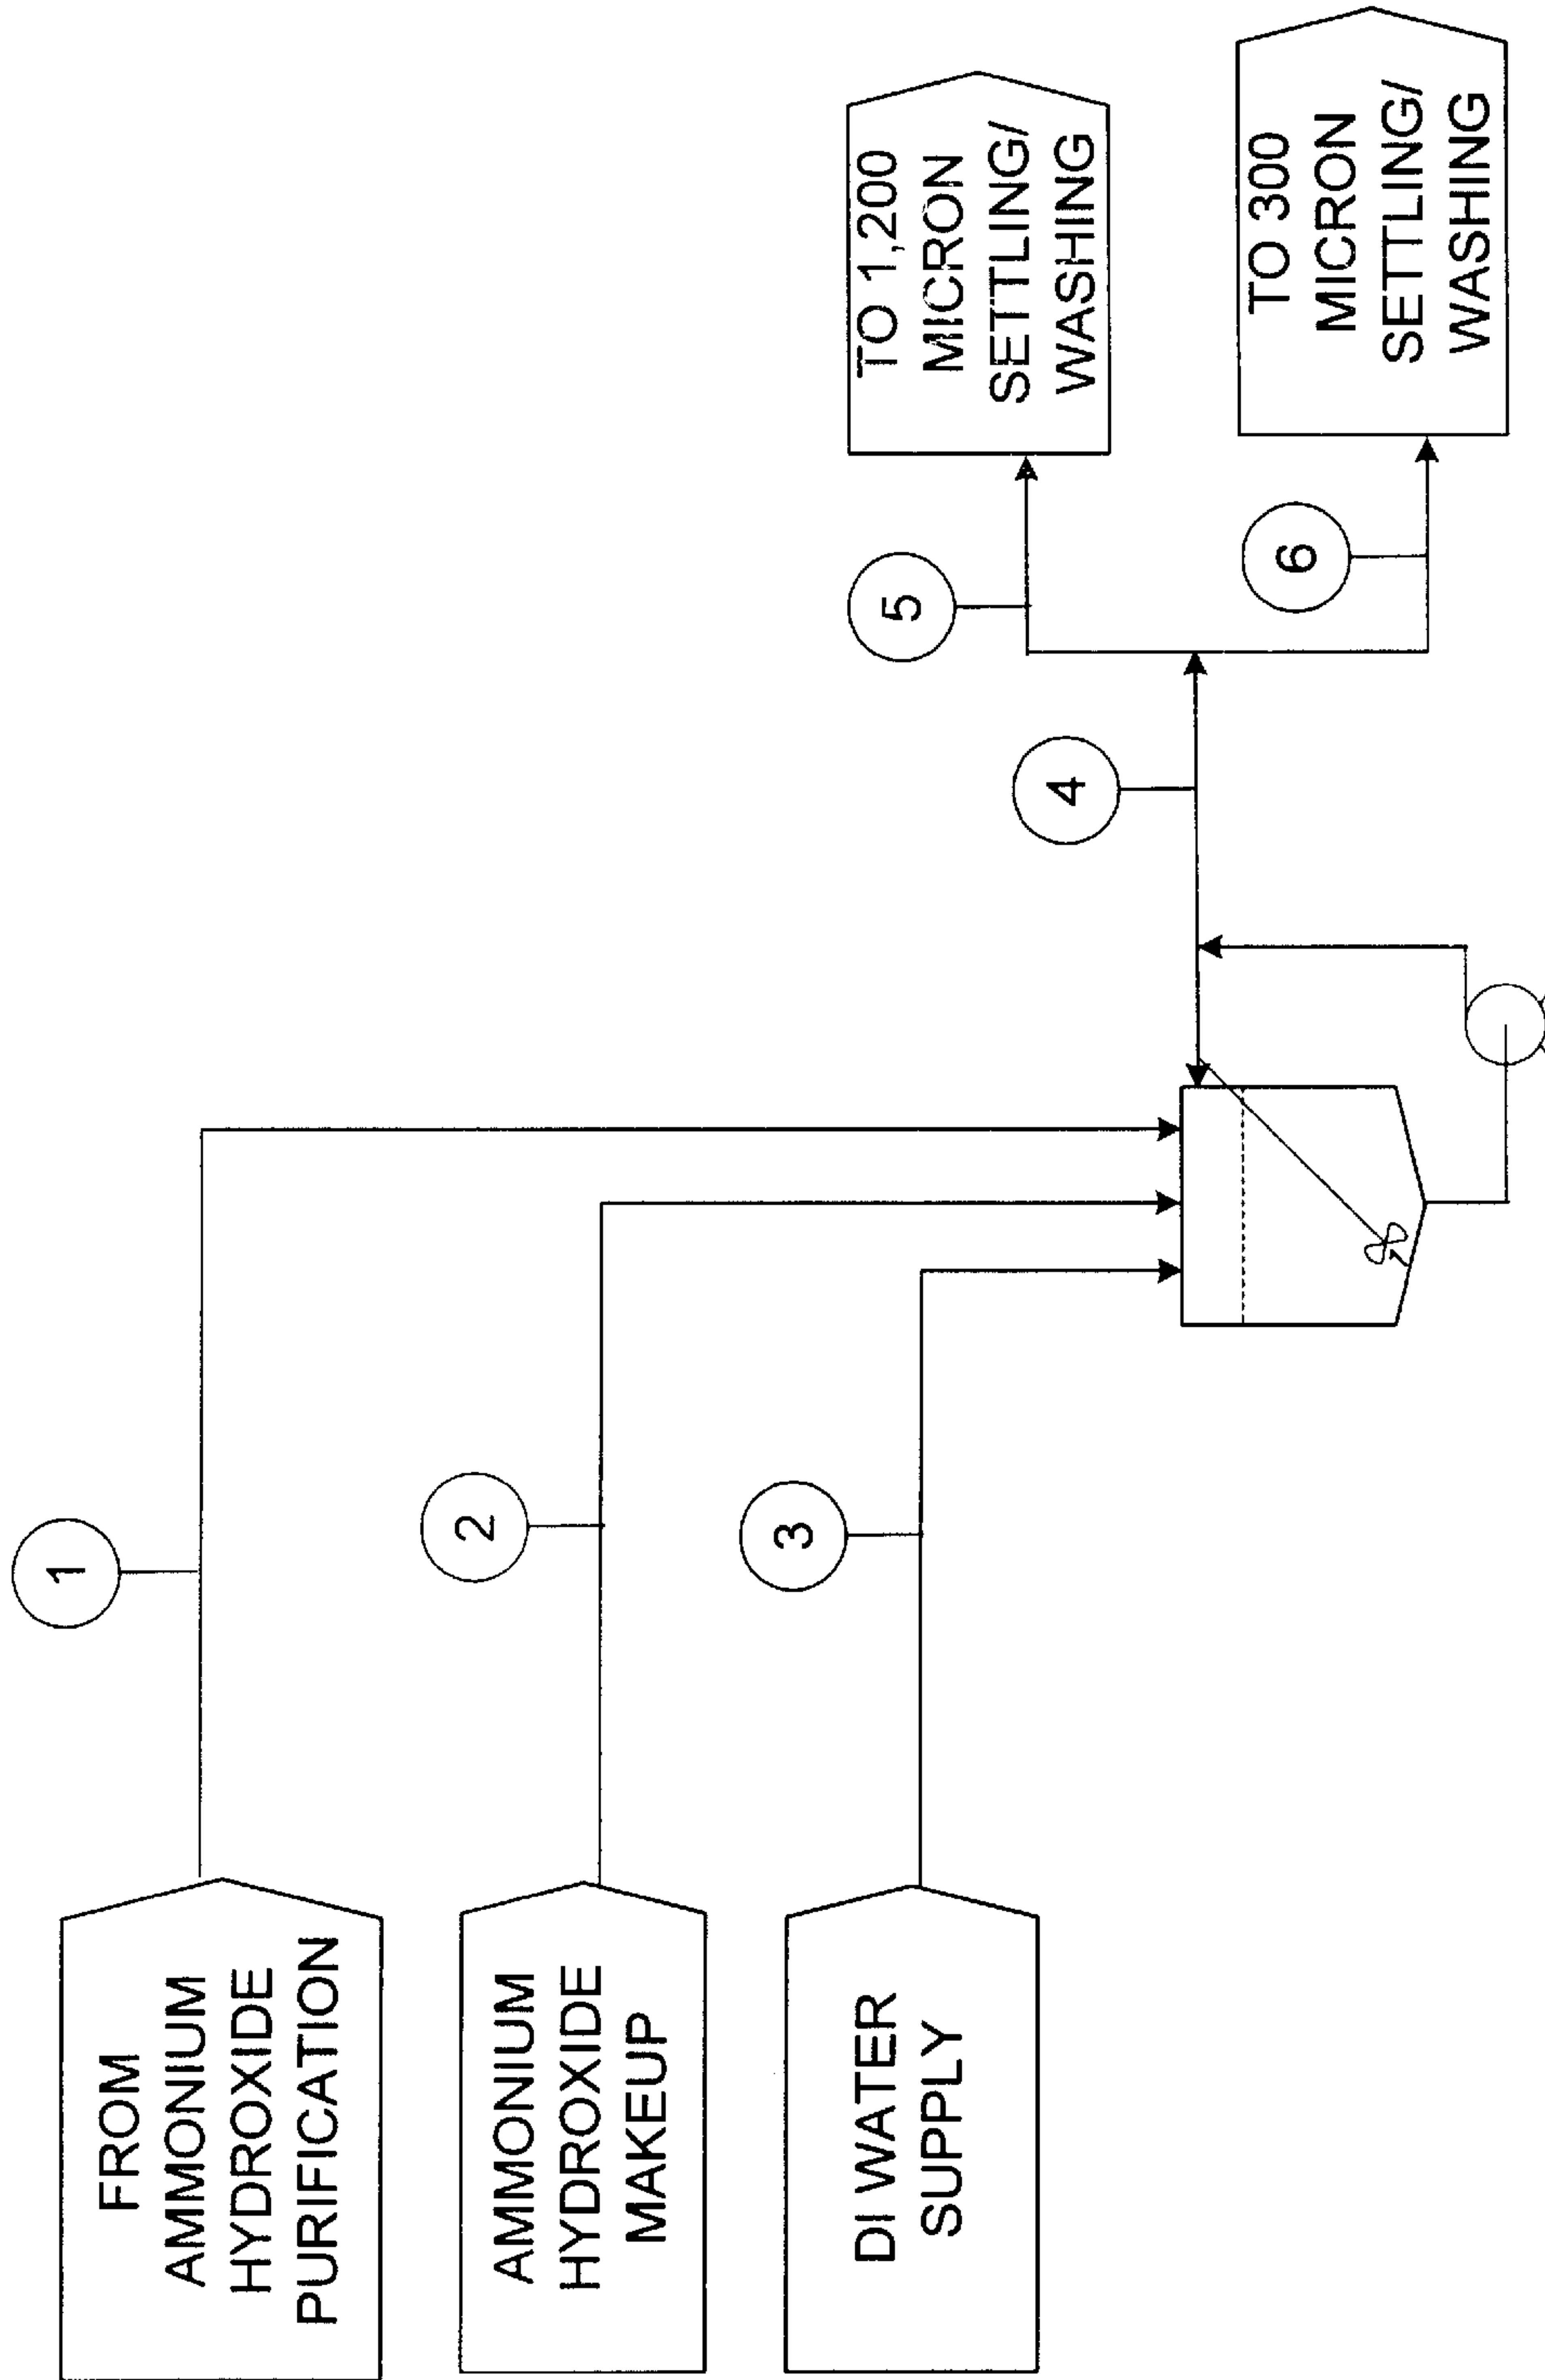 FROM
AMMONIUM
HYDROXIDE
PURIFICATION
1
AMMONIUM
HYDROXIDE
MAKEUP
2
DI WATER
SUPPLY
3
4
5
TO 1,200
MICRON
SETTLING/
WASHING
6
TO 300
MICRON
SETTLING/
WASHING